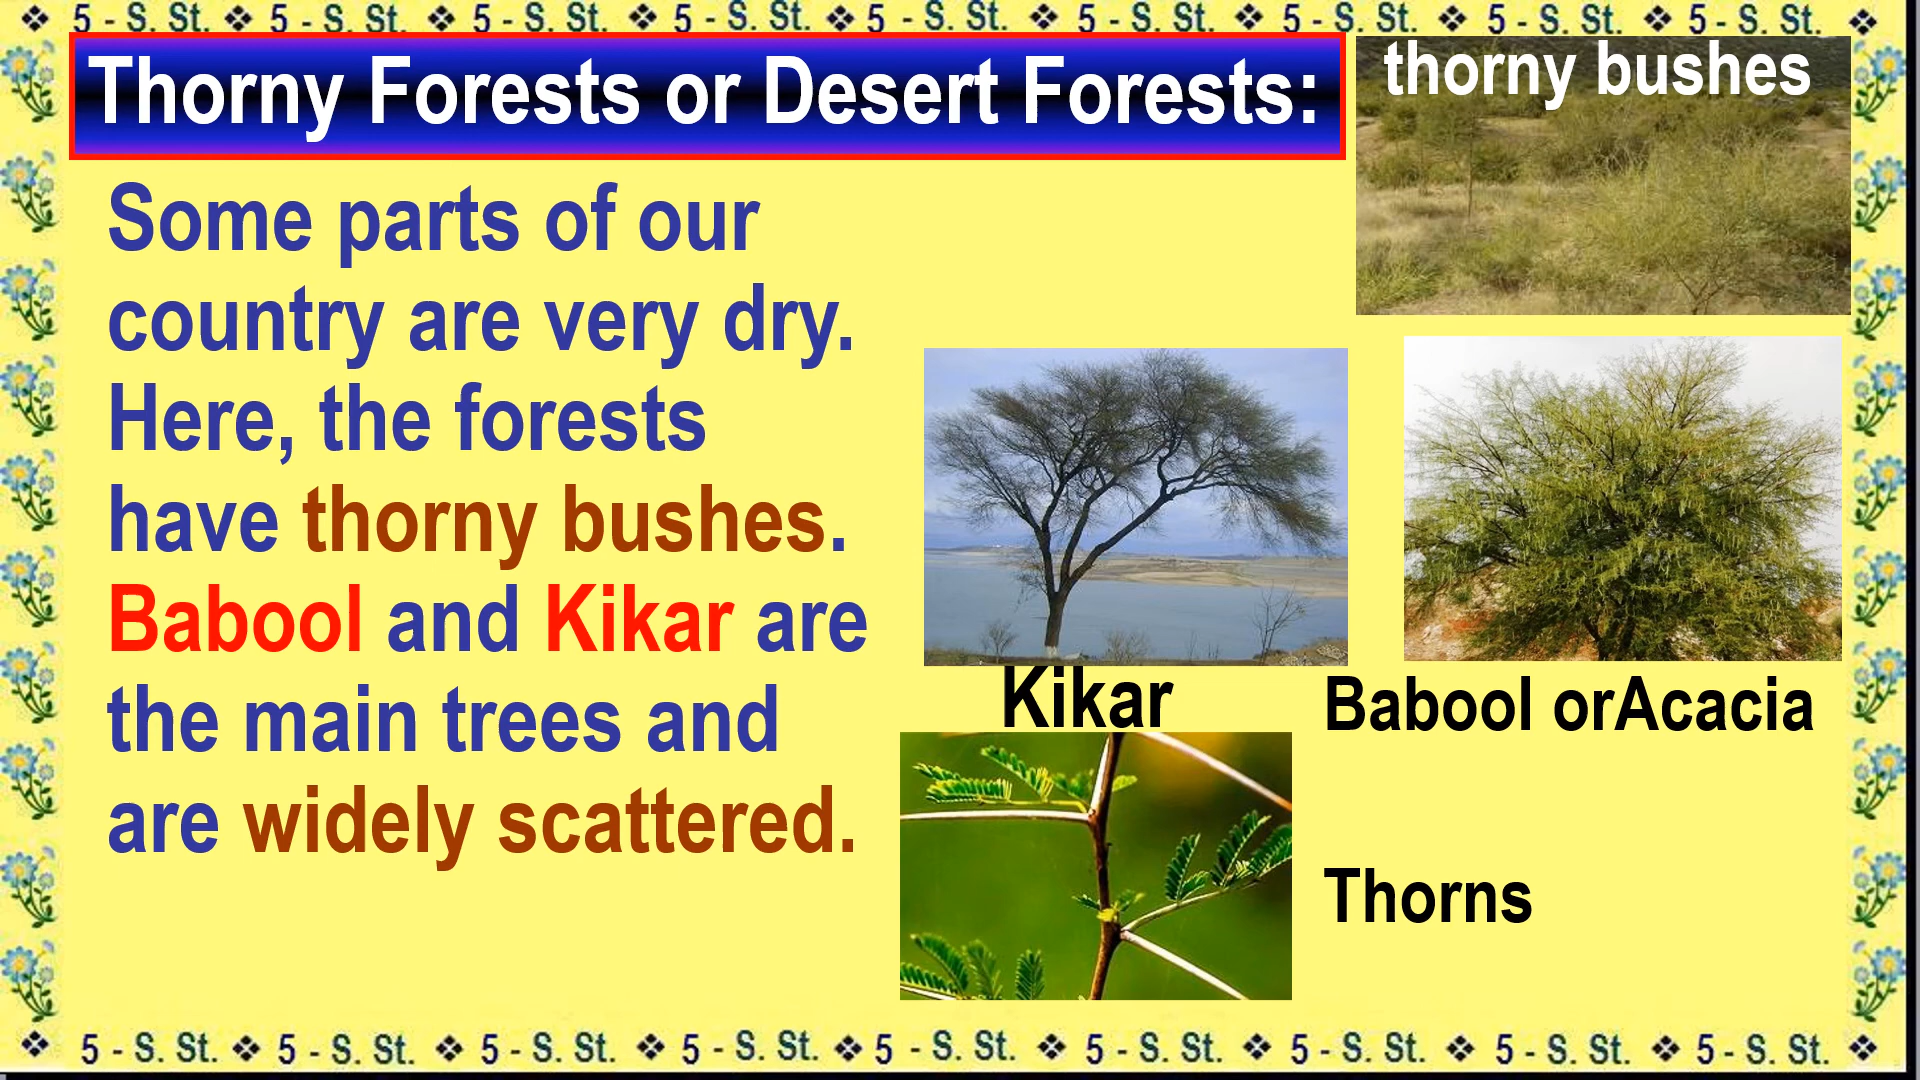 5 - S. St. ❖ 5 - S. St. ❖ 5 - S. St. ❖ 5 - S. St. ❖ 5 - S. St. ❖ 5 - S. St. ❖ 5 - S. St. ❖ 5 - S. St. ❖ 5 - S. St.
Thorny Forests or Desert Forests:
thorny bushes
Some parts of our
country are very dry.
Here, the forests
have thorny bushes.
Babool and Kikar are
the main trees and
are widely scattered.
Kikar
Babool orAcacia
Thorns
5 - S. St. ❖ 5 - S. St. ❖ 5 - S. St. ❖ 5 - S. St. ❖ 5 - S. St. ❖ 5 - S. St. ❖ 5 - S. St. ❖ 5 - S. St. ❖ 5 - S. St.